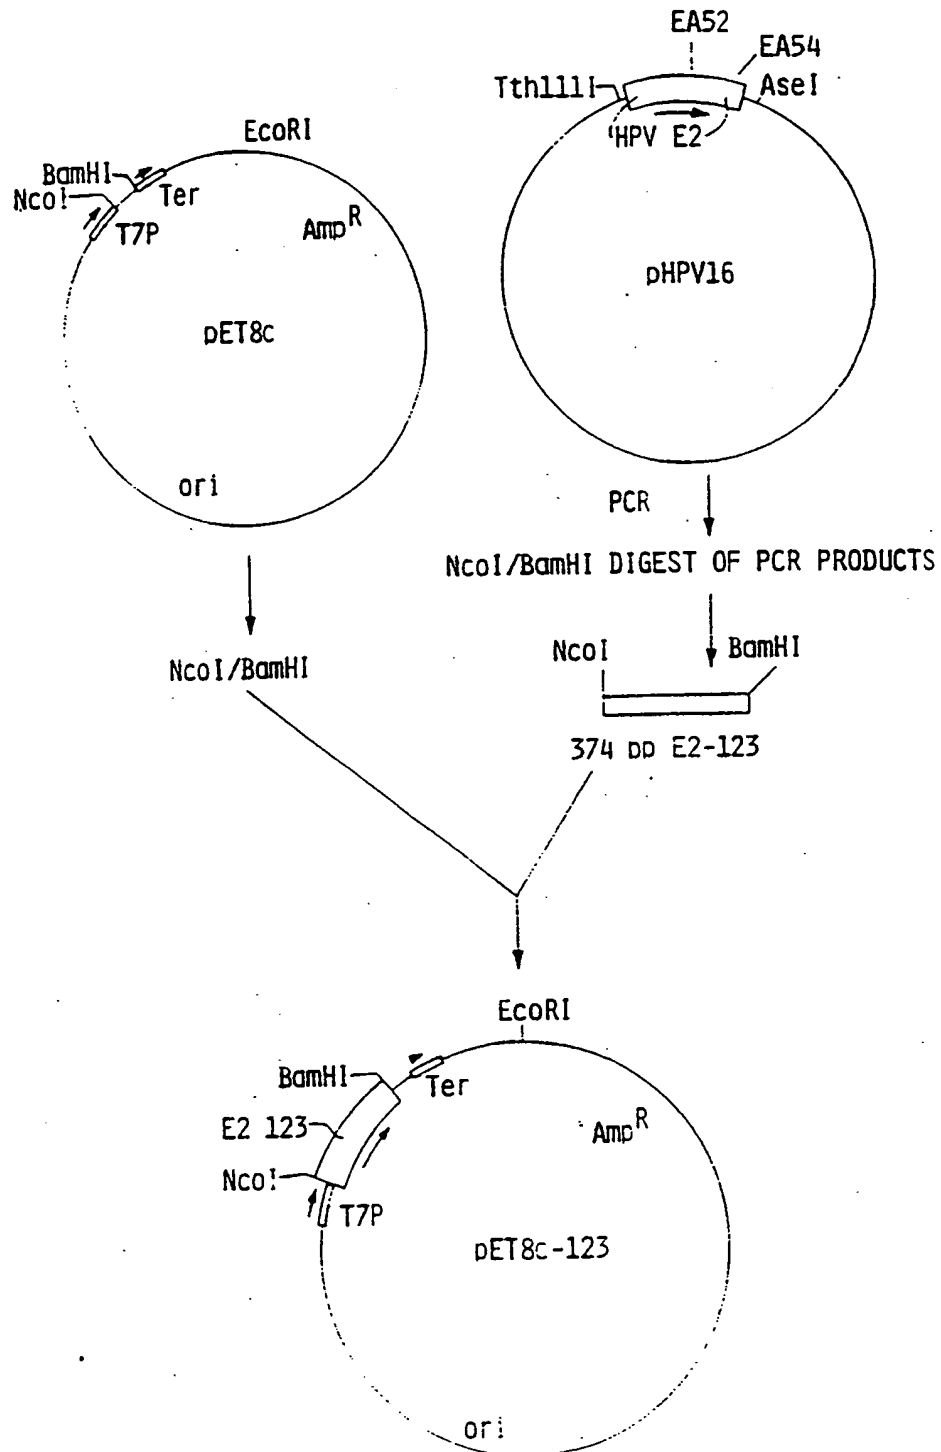 EA52
EA54
Tth111I
AseI
HPV E2
EcoRI
BamHI
NcoI
Ter
T7P
Amp^R
pET8c
pHPV16
ori
PCR
NcoI/BamHI DIGEST OF PCR PRODUCTS
NcoI/BamHI
NcoI
BamHI
374 bp E2-123
EcoRI
BamHI
Ter
E2 123
Amp^R
NcoI
T7P
pET8c-123
ori